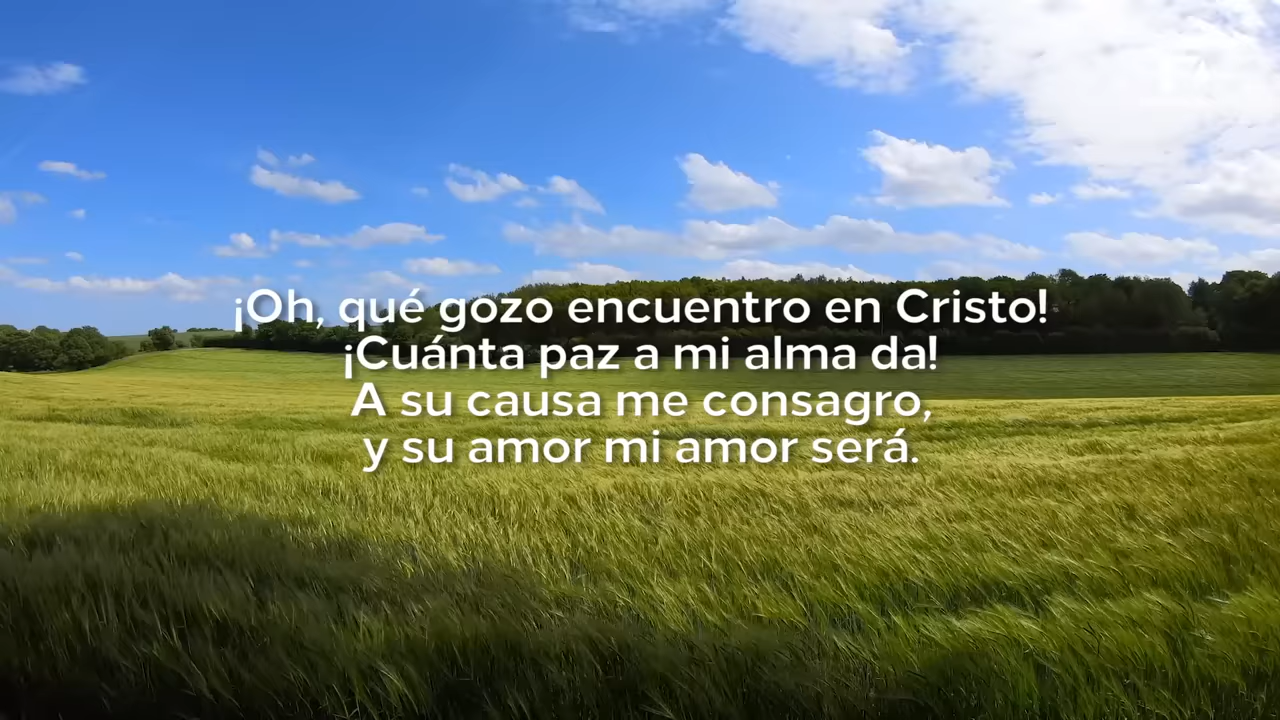 ¡Oh, qué gozo encuentro en Cristo!
¡Cuánta paz a mi alma da!
A su causa me consagro,
y su amor mi amor será.